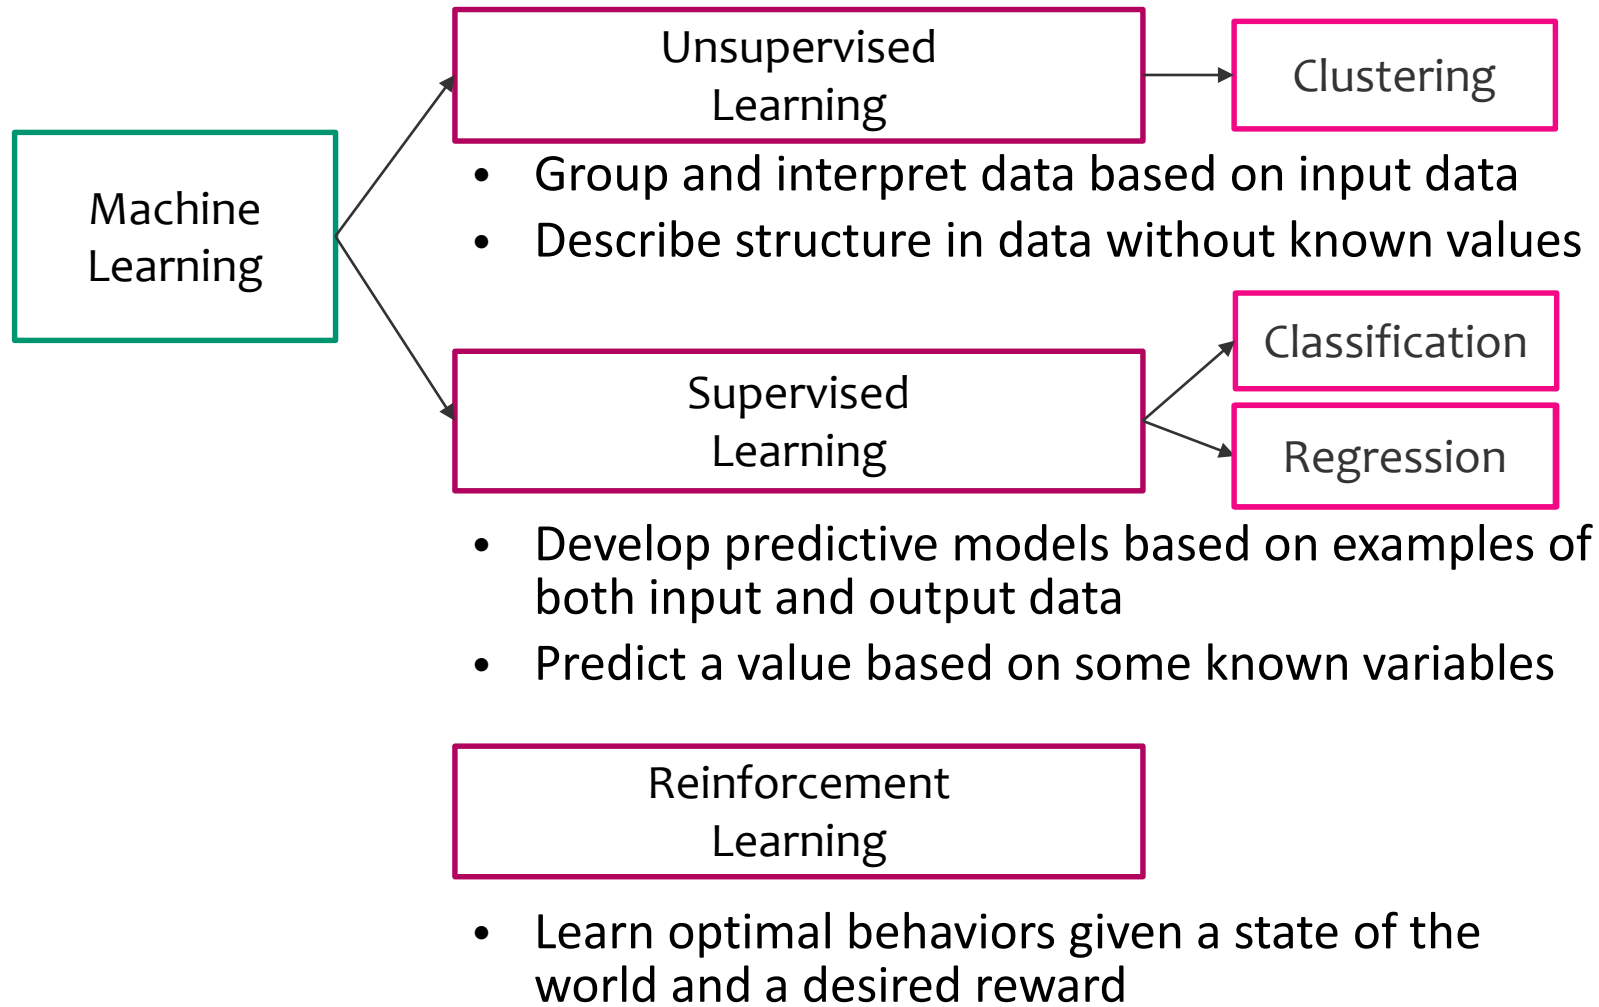 Unsupervised
Learning
Clustering
• Group and interpret data based on input data
• Describe structure in data without known values
Machine
Learning
Supervised
Learning
Classification
Regression
• Develop predictive models based on examples of
both input and output data
• Predict a value based on some known variables
Reinforcement
Learning
• Learn optimal behaviors given a state of the
world and a desired reward